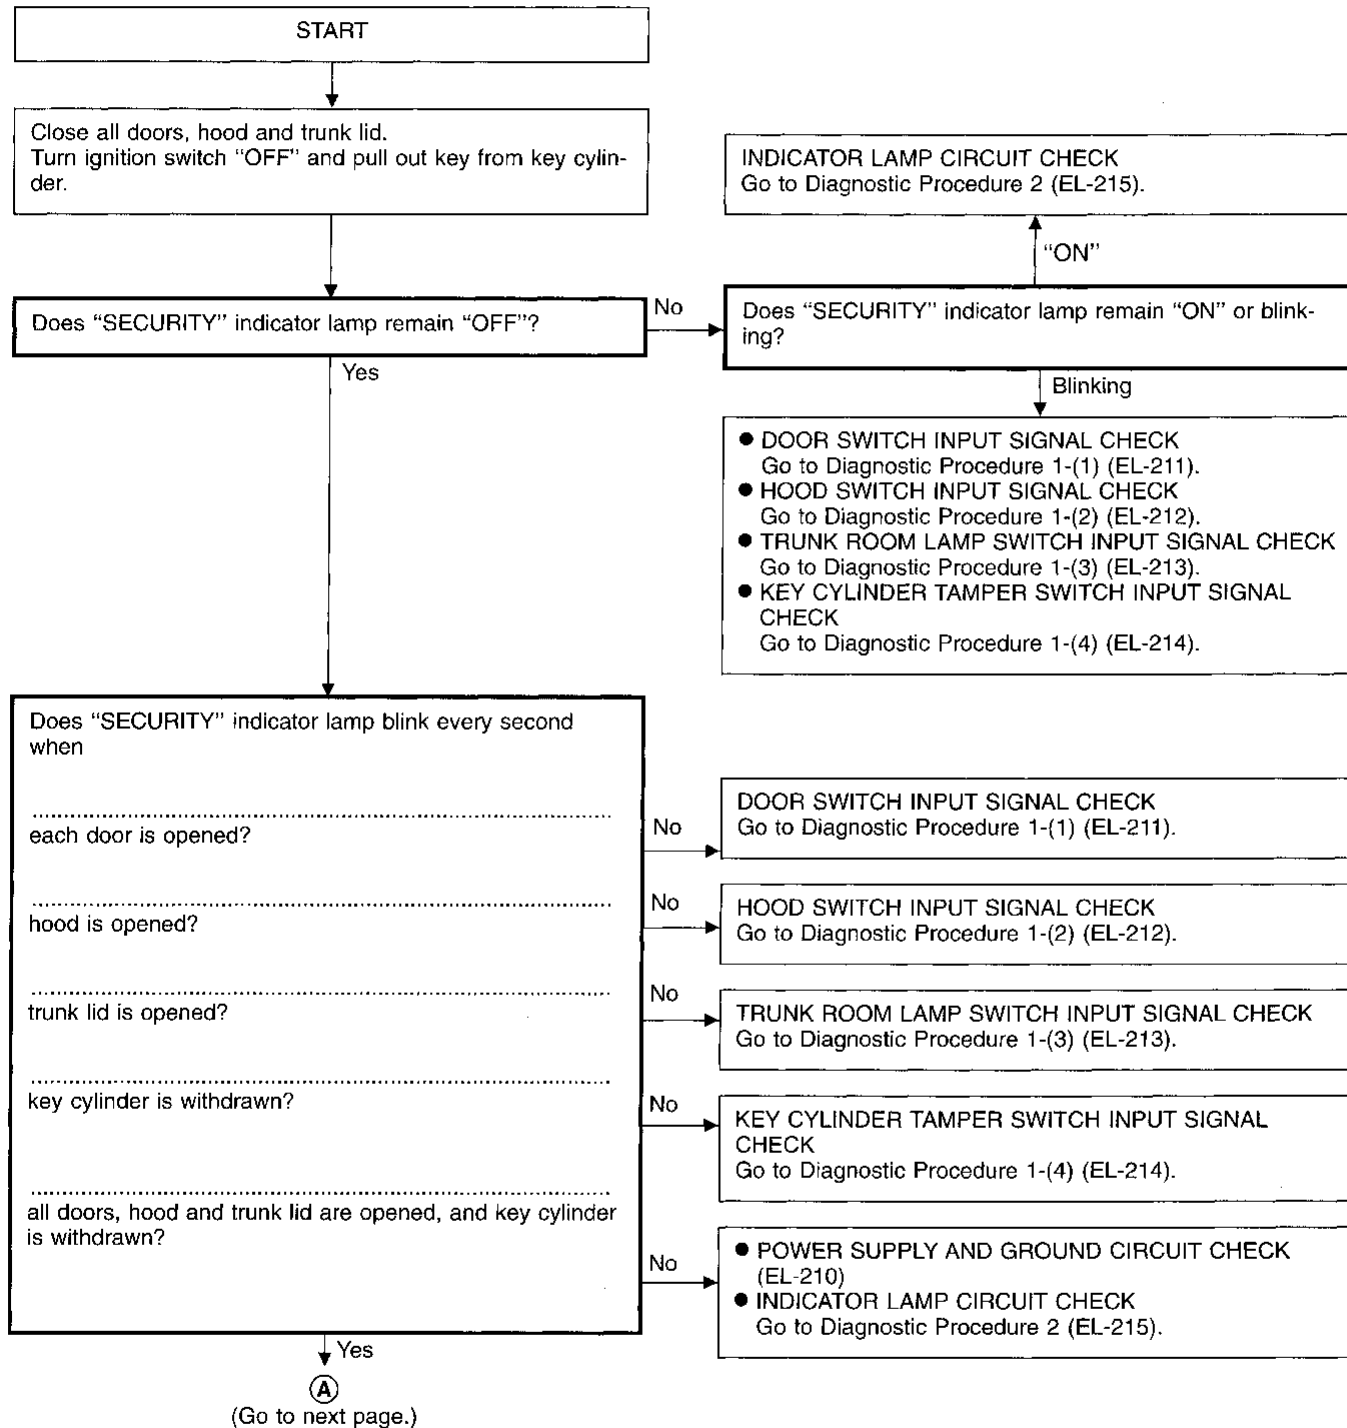 START
Close all doors, hood and trunk lid.
Turn ignition switch “OFF” and pull out key from key cylin-
der.
INDICATOR LAMP CIRCUIT CHECK
Go to Diagnostic Procedure 2 (EL-215).
“ON”
Does “SECURITY” indicator lamp remain “OFF”?
No
Does “SECURITY” indicator lamp remain “ON” or blink-
ing?
Yes
Blinking
● DOOR SWITCH INPUT SIGNAL CHECK
Go to Diagnostic Procedure 1-(1) (EL-211).
● HOOD SWITCH INPUT SIGNAL CHECK
Go to Diagnostic Procedure 1-(2) (EL-212).
● TRUNK ROOM LAMP SWITCH INPUT SIGNAL CHECK
Go to Diagnostic Procedure 1-(3) (EL-213).
● KEY CYLINDER TAMPER SWITCH INPUT SIGNAL
CHECK
Go to Diagnostic Procedure 1-(4) (EL-214).
Does “SECURITY” indicator lamp blink every second
when
each door is opened?
No
DOOR SWITCH INPUT SIGNAL CHECK
Go to Diagnostic Procedure 1-(1) (EL-211).
hood is opened?
No
HOOD SWITCH INPUT SIGNAL CHECK
Go to Diagnostic Procedure 1-(2) (EL-212).
trunk lid is opened?
No
TRUNK ROOM LAMP SWITCH INPUT SIGNAL CHECK
Go to Diagnostic Procedure 1-(3) (EL-213).
key cylinder is withdrawn?
No
KEY CYLINDER TAMPER SWITCH INPUT SIGNAL
CHECK
Go to Diagnostic Procedure 1-(4) (EL-214).
all doors, hood and trunk lid are opened, and key cylinder
is withdrawn?
No
● POWER SUPPLY AND GROUND CIRCUIT CHECK
(EL-210)
● INDICATOR LAMP CIRCUIT CHECK
Go to Diagnostic Procedure 2 (EL-215).
Yes
A
(Go to next page.)